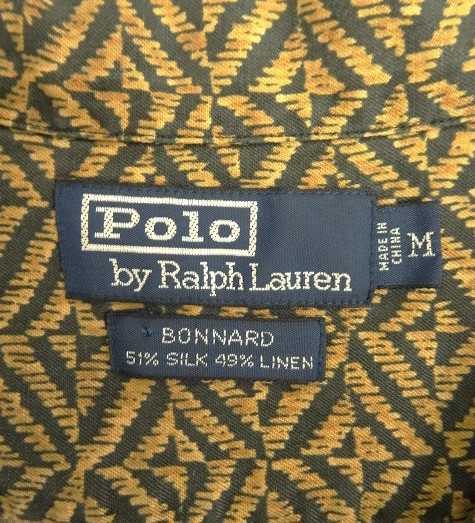 Polo
by Ralph Lauren
MADE IN
CHINA
M
BONNARD
51% SILK 49% LINEN